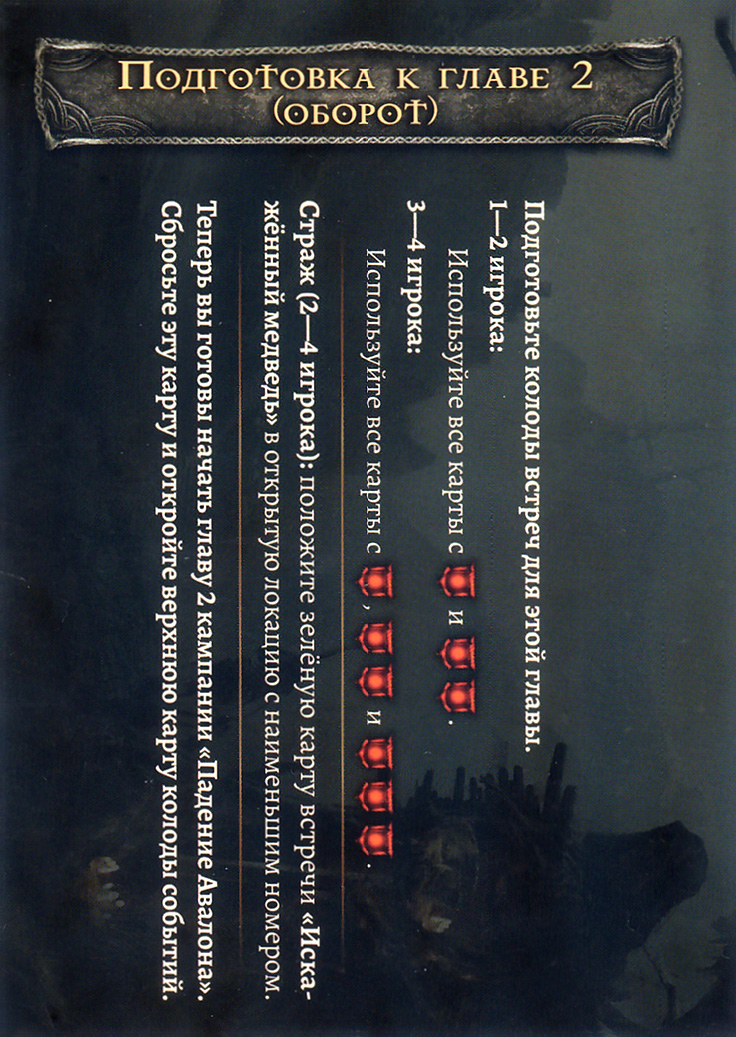 Подготовка к главе 2
(оборот)
Подготовьте колоды встреч для этой главы.
1—2 игрока:
Используйте все карты с и .
3—4 игрока:
Используйте все карты с , и .
Страж (2—4 игрока): положите зелёную карту встречи «Иска-
жённый медведь» в открытую локацию с наименьшим номером.
Теперь вы готовы начать главу 2 кампании «Падение Авалона».
Сбросьте эту карту и откройте верхнюю карту колоды событий.